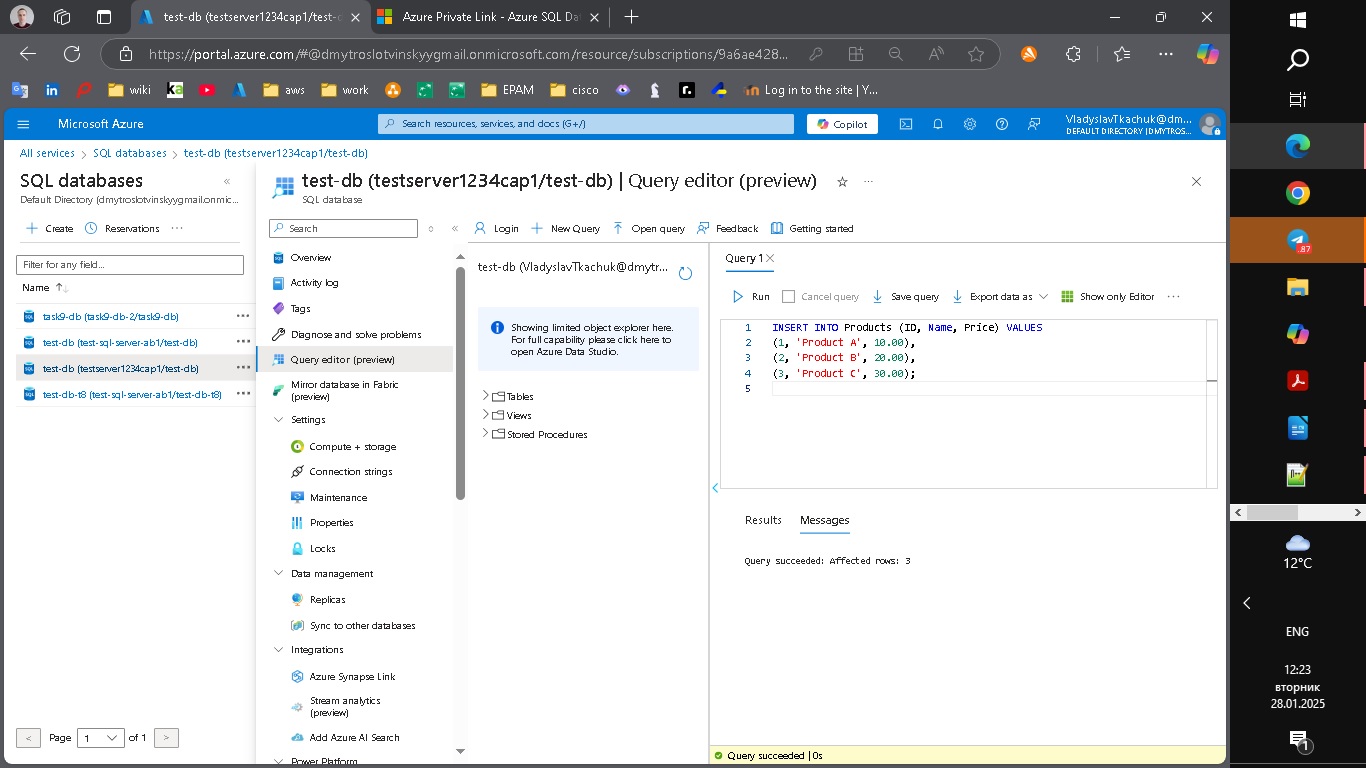 test-db (testserver1234cap1/test-
Azure Private Link - Azure SQL Da
https://portal.azure.com/#@dmytroslotvinskyygmail.onmicrosoft.com/resource/subscriptions/9a6ae428...
wiki
ka
aws
work
EPAM
cisco
r.
Log in to the site | Y...
Microsoft Azure
Search resources, services, and docs (G+/)
Copilot
VladyslavTkachuk@dm...
DEFAULT DIRECTORY (DMYTROS...
All services > SQL databases > test-db (testserver1234cap1/test-db)
SQL databases
Default Directory (dmytroslotvinskyygmail.onmic...
Create
Reservations
Filter for any field...
Name
task9-db (task9-db-2/task9-db)
test-db (test-sql-server-ab1/test-db)
test-db (testserver1234cap1/test-db)
test-db-t8 (test-sql-server-ab1/test-db-t8)
< Page 1 of 1 >
test-db (testserver1234cap1/test-db) | Query editor (preview)
SQL database
Search
Overview
Activity log
Tags
Diagnose and solve problems
Query editor (preview)
Mirror database in Fabric
(preview)
Settings
Compute + storage
Connection strings
Maintenance
Properties
Locks
Data management
Replicas
Sync to other databases
Integrations
Azure Synapse Link
Stream analytics
(preview)
Add Azure AI Search
Power Platform
Login
New Query
Open query
Feedback
Getting started
test-db (VladyslavTkachuk@dmytr...
Showing limited object explorer here.
For full capability please click here to
open Azure Data Studio.
Tables
Views
Stored Procedures
Query 1
Run
Cancel query
Save query
Export data as
Show only Editor
1 INSERT INTO Products (ID, Name, Price) VALUES
2 (1, 'Product A', 10.00),
3 (2, 'Product B', 20.00),
4 (3, 'Product C', 30.00);
5
Results
Messages
Query succeeded: Affected rows: 3
Query succeeded | 0s
87
12°C
ENG
12:23
вторник
28.01.2025
1